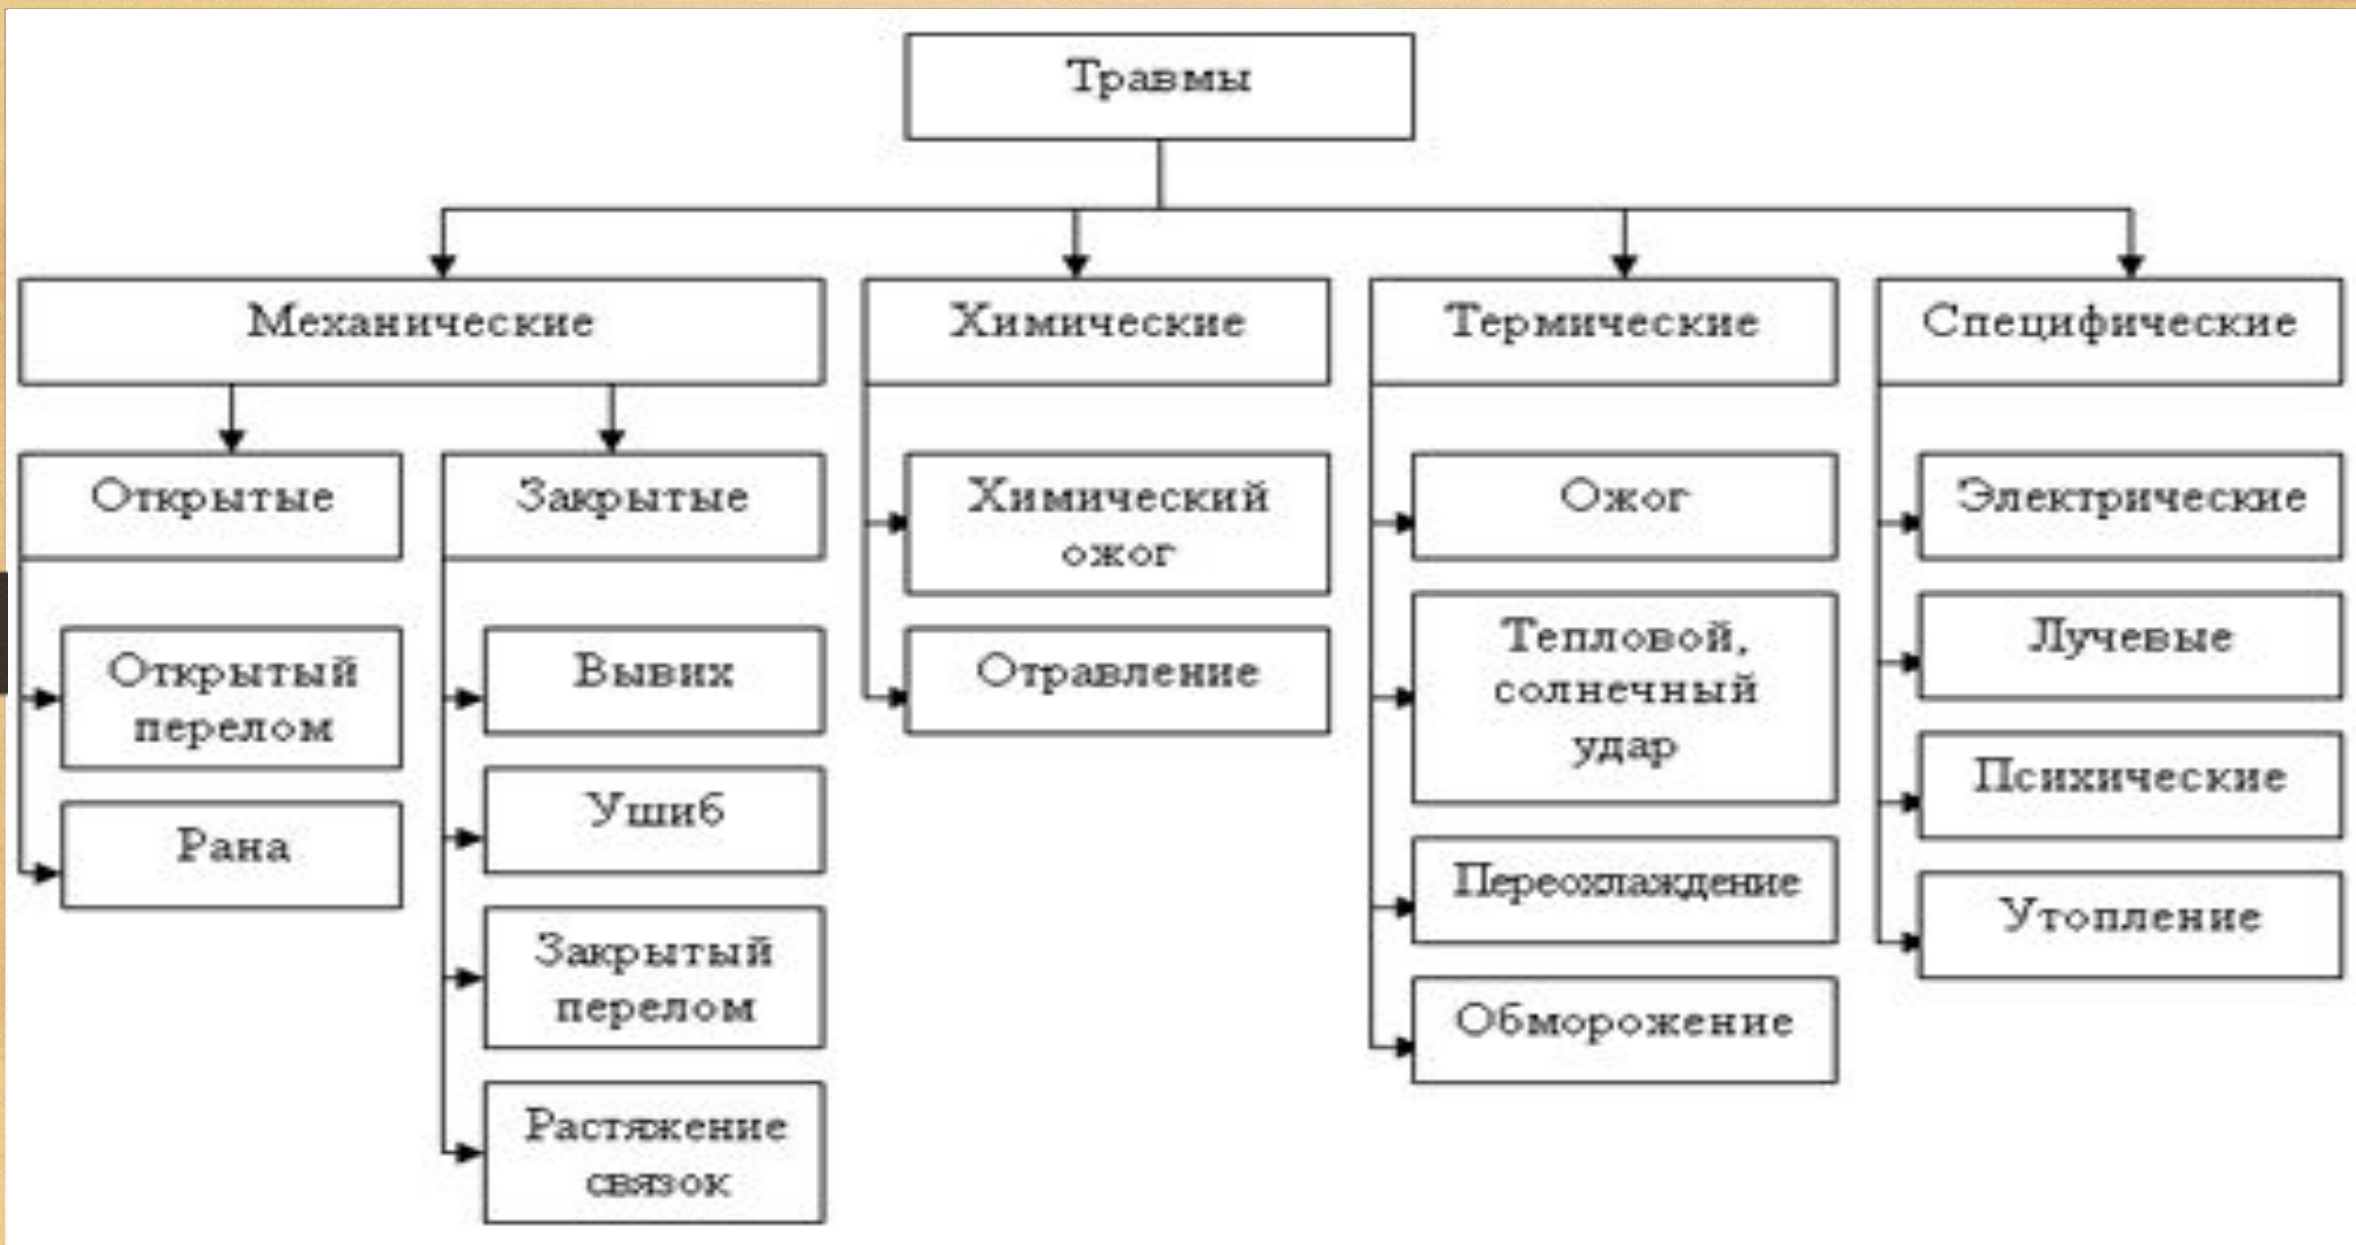 Травмы
Механические
Химические
Термические
Специфические
Открытые
Закрытые
Химический
ожог
Ожог
Электрические
Открытый
перелом
Вывих
Отравление
Тепловой,
солнечный
удар
Лучевые
Рана
Ушиб
Переохлаждение
Психические
Закрытый
перелом
Обморожение
Утопление
Растяжение
связок